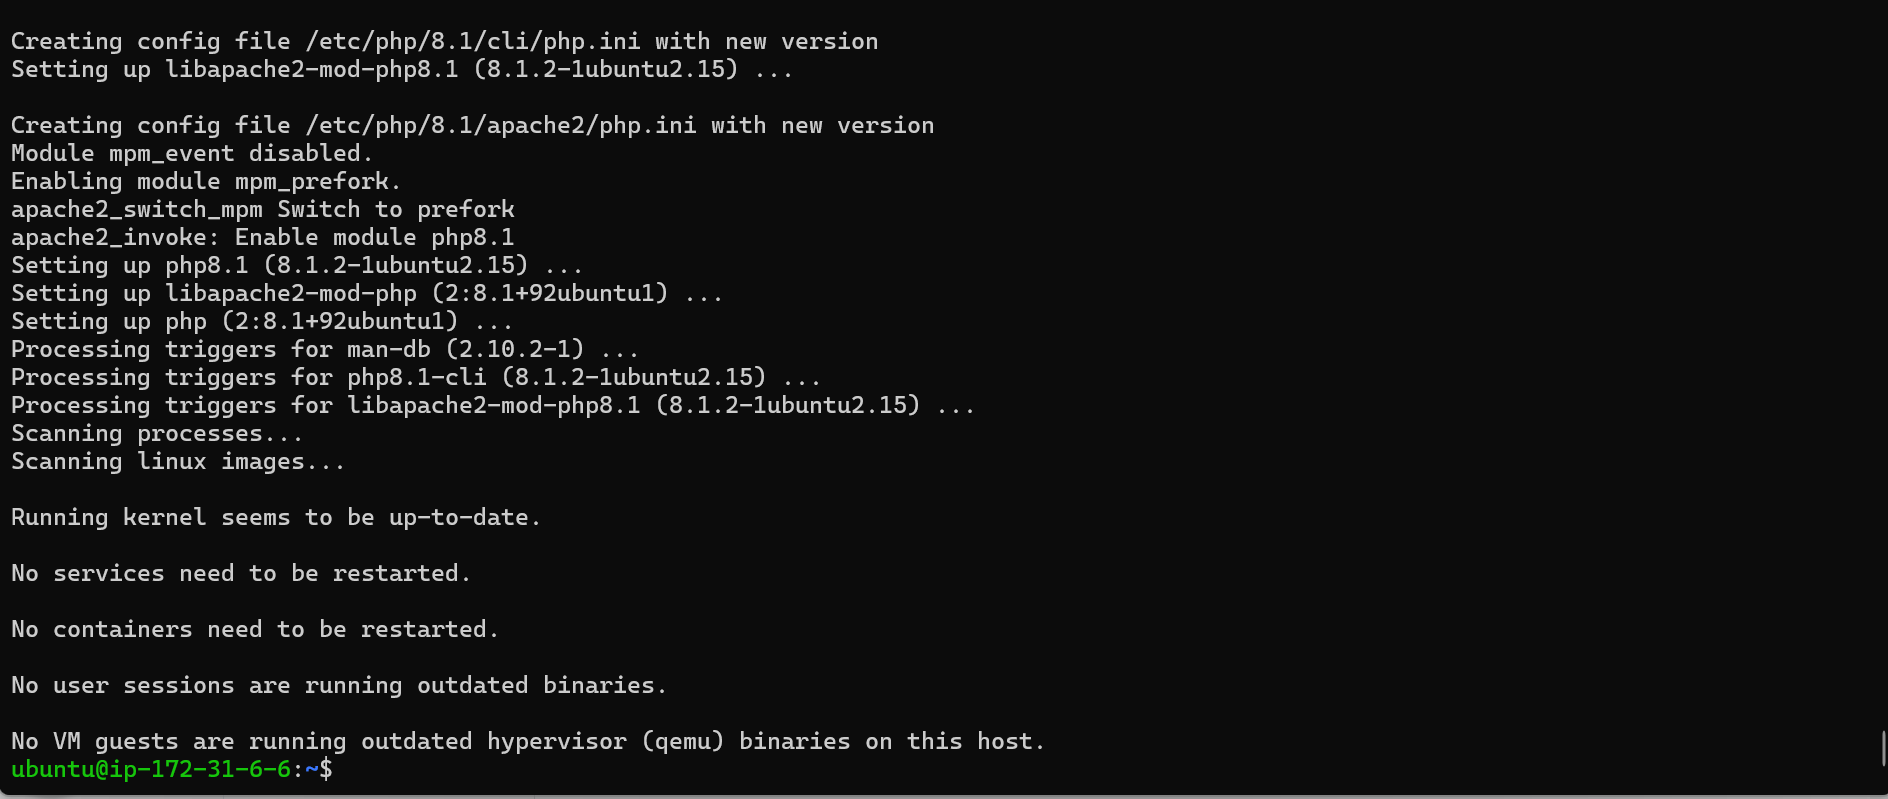 Creating config file /etc/php/8.1/cli/php.ini with new version
Setting up libapache2-mod-php8.1 (8.1.2-1ubuntu2.15) ...
Creating config file /etc/php/8.1/apache2/php.ini with new version
Module mpm_event disabled.
Enabling module mpm_prefork.
apache2_switch_mpm Switch to prefork
apache2_invoke: Enable module php8.1
Setting up php8.1 (8.1.2-1ubuntu2.15) ...
Setting up libapache2-mod-php (2:8.1+92ubuntu1) ...
Setting up php (2:8.1+92ubuntu1) ...
Processing triggers for man-db (2.10.2-1) ...
Processing triggers for php8.1-cli (8.1.2-1ubuntu2.15) ...
Processing triggers for libapache2-mod-php8.1 (8.1.2-1ubuntu2.15) ...
Scanning processes...
Scanning linux images...
Running kernel seems to be up-to-date.
No services need to be restarted.
No containers need to be restarted.
No user sessions are running outdated binaries.
No VM guests are running outdated hypervisor (qemu) binaries on this host.
ubuntu@ip-172-31-6-6:~$